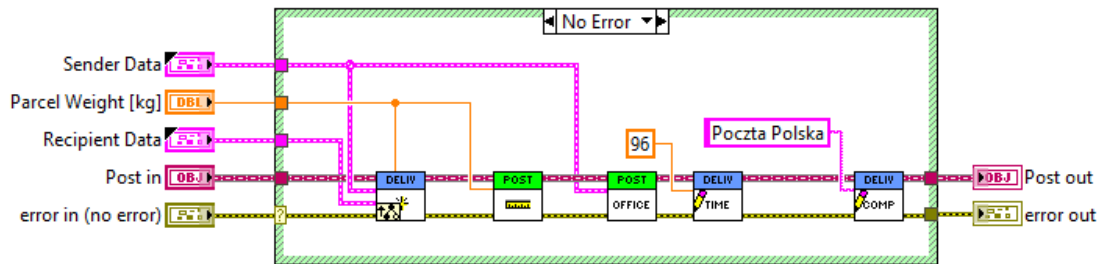 No Error
Sender Data
Parcel Weight [kg]
DBL
Recipient Data
Poczta Polska
96
Post in
OBJ
DELIV
POST
POST
DELIV
DELIV
OBJ
Post out
OFFICE
TIME
COMP
error in (no error)
?
error out